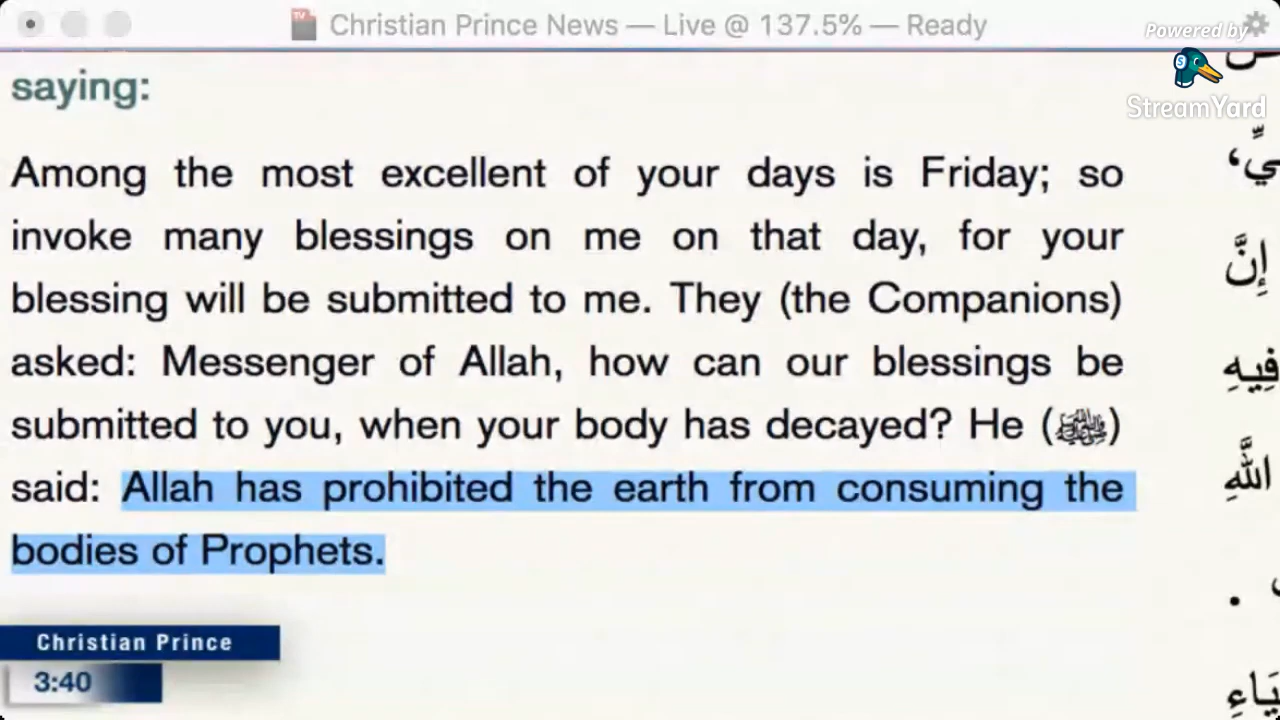 Christian Prince News — Live @ 137.5% — Ready
Powered by
StreamYard
saying:
Among the most excellent of your days is Friday; so
invoke many blessings on me on that day, for your
blessing will be submitted to me. They (the Companions)
asked: Messenger of Allah, how can our blessings be
submitted to you, when your body has decayed? He (ﷺ)
said: Allah has prohibited the earth from consuming the
bodies of Prophets.
إِنَّ
فِيهِ
اللَّهِ
Christian Prince
3:40